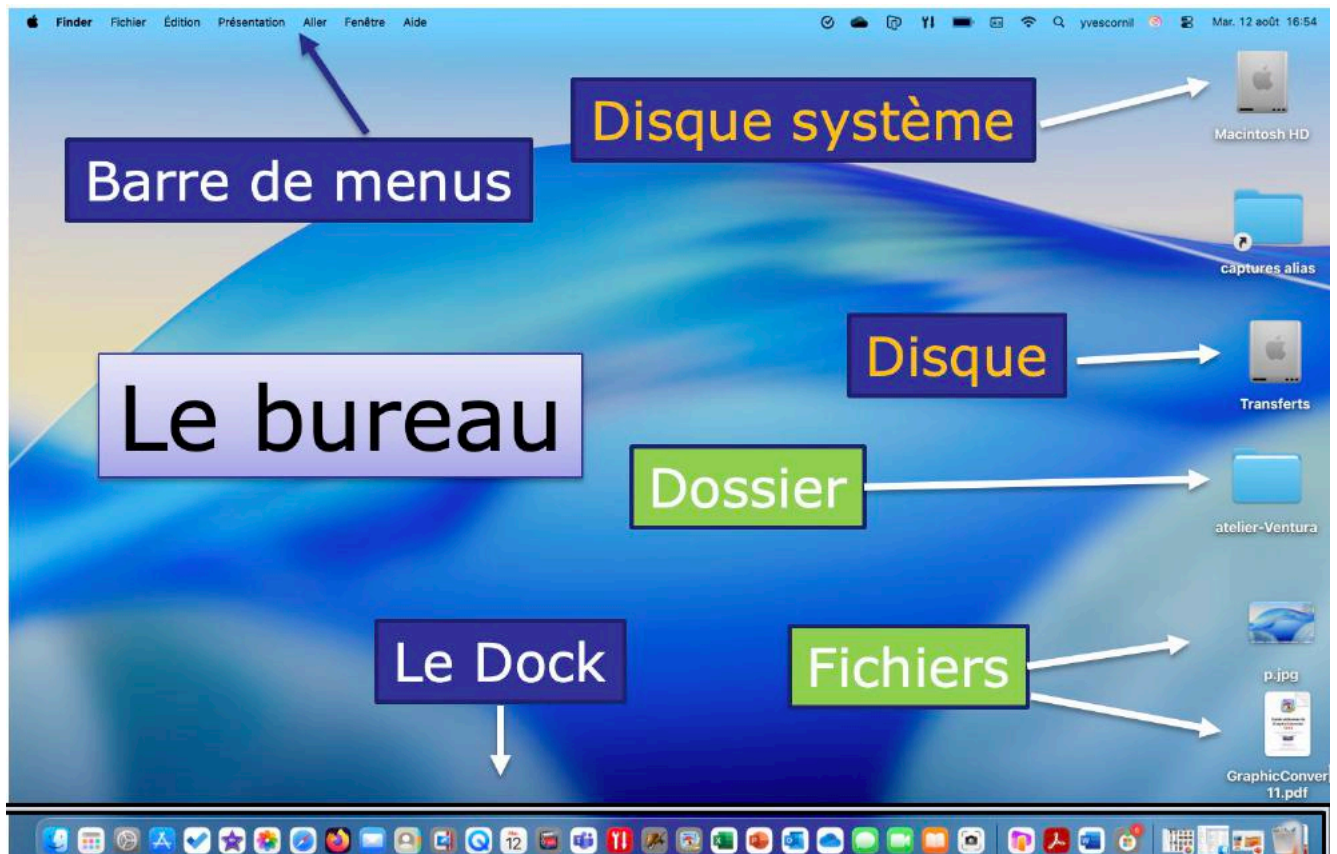 Finder Fichier Édition Présentation Aller Fenêtre Aide
yvescornil Mar. 12 août 16:54
Disque système
Macintosh HD
Barre de menus
captures alias
Disque
Transferts
Le bureau
Dossier
atelier-Ventura
Le Dock
Fichiers
p.jpg
GraphicConver
11.pdf
12